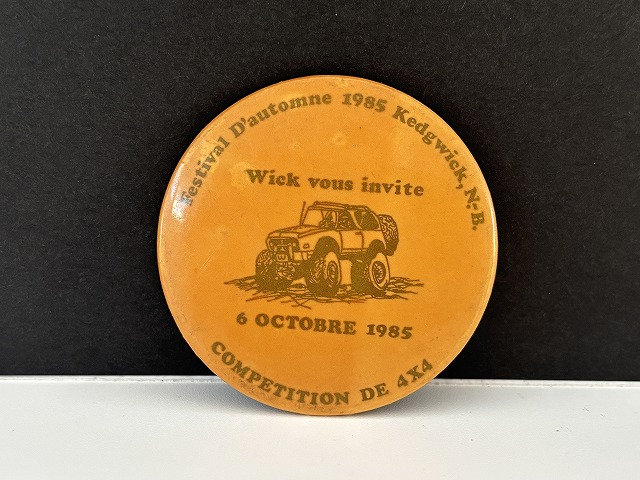 Festival D'automne 1985 Kedgwick, N.-B.
Wick vous invite
6 OCTOBRE 1985
COMPETITION DE 4X4